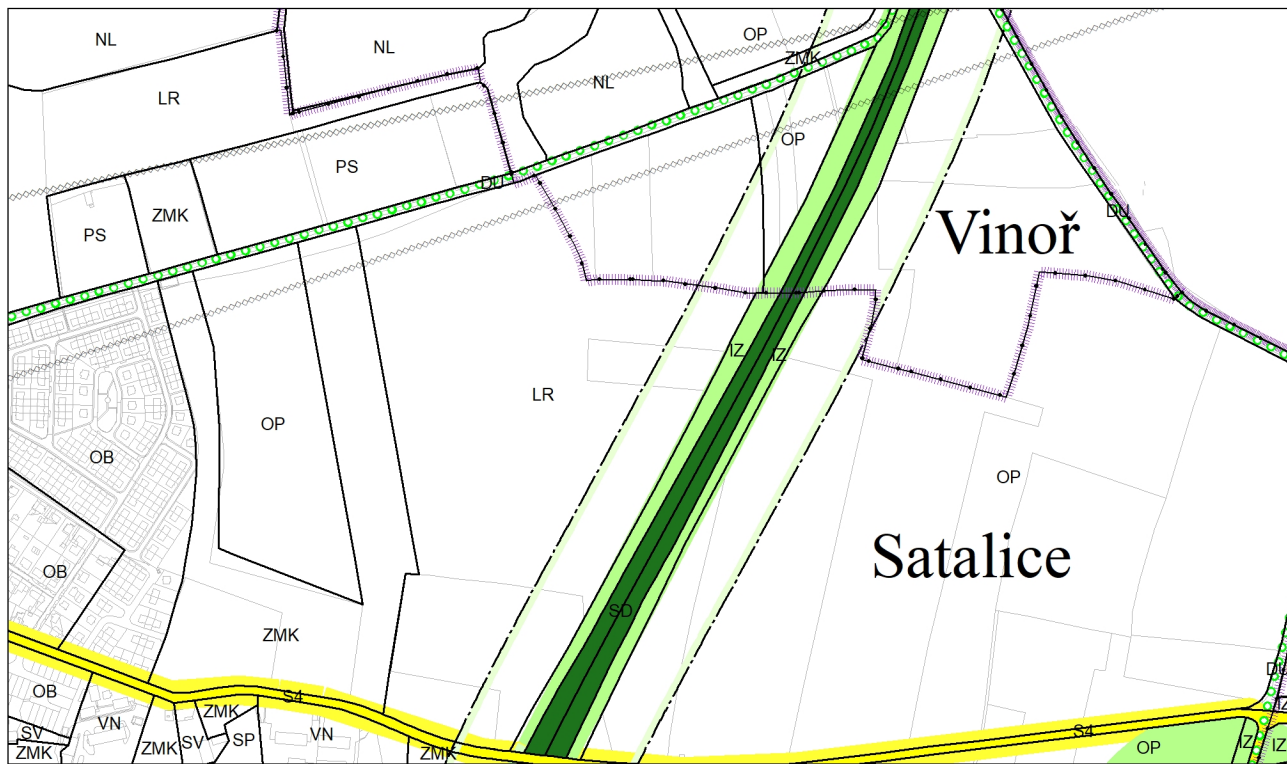 NL
NL
OP
ZMK
LR
NL
OP
PS
DU
PS
ZMK
DU
Vinoř
IZ
IZ
LR
OP
OB
OP
Satalice
OB
SD
ZMK
DU
OB
S4
IZ
VN
ZMK
VN
S4
SV
ZMK
ZMK
SV
SP
ZMK
OP
IZ
IZ